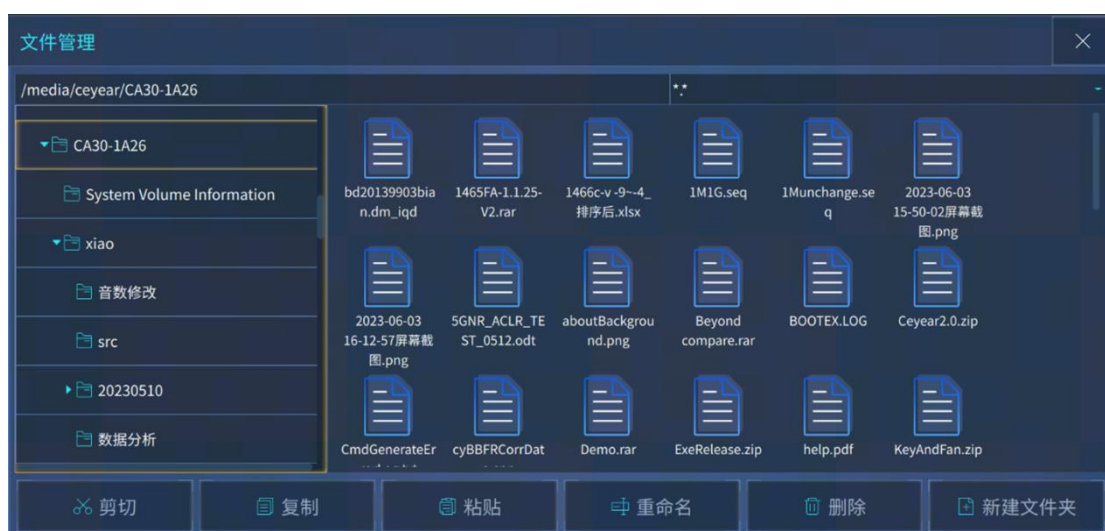 文件管理
/media/ceyear/CA30-1A26
*.*
CA30-1A26
System Volume Information
xiao
音数修改
src
20230510
数据分析
bd20139903bia
n.dm_iqd
1465FA-1.1.25-
V2.rar
1466c-v -9~-4_
排序后.xlsx
1M1G.seq
1Munchange.se
q
2023-06-03
15-50-02屏幕截
图.png
2023-06-03
16-12-57屏幕截
图.png
5GNR_ACLR_TE
ST_0512.odt
aboutBackgrou
nd.png
Beyond
compare.rar
BOOTEX.LOG
Ceyear2.0.zip
CmdGenerateEr
cyBBFRCorrDat
Demo.rar
ExeRelease.zip
help.pdf
KeyAndFan.zip
剪切
复制
粘贴
重命名
删除
新建文件夹